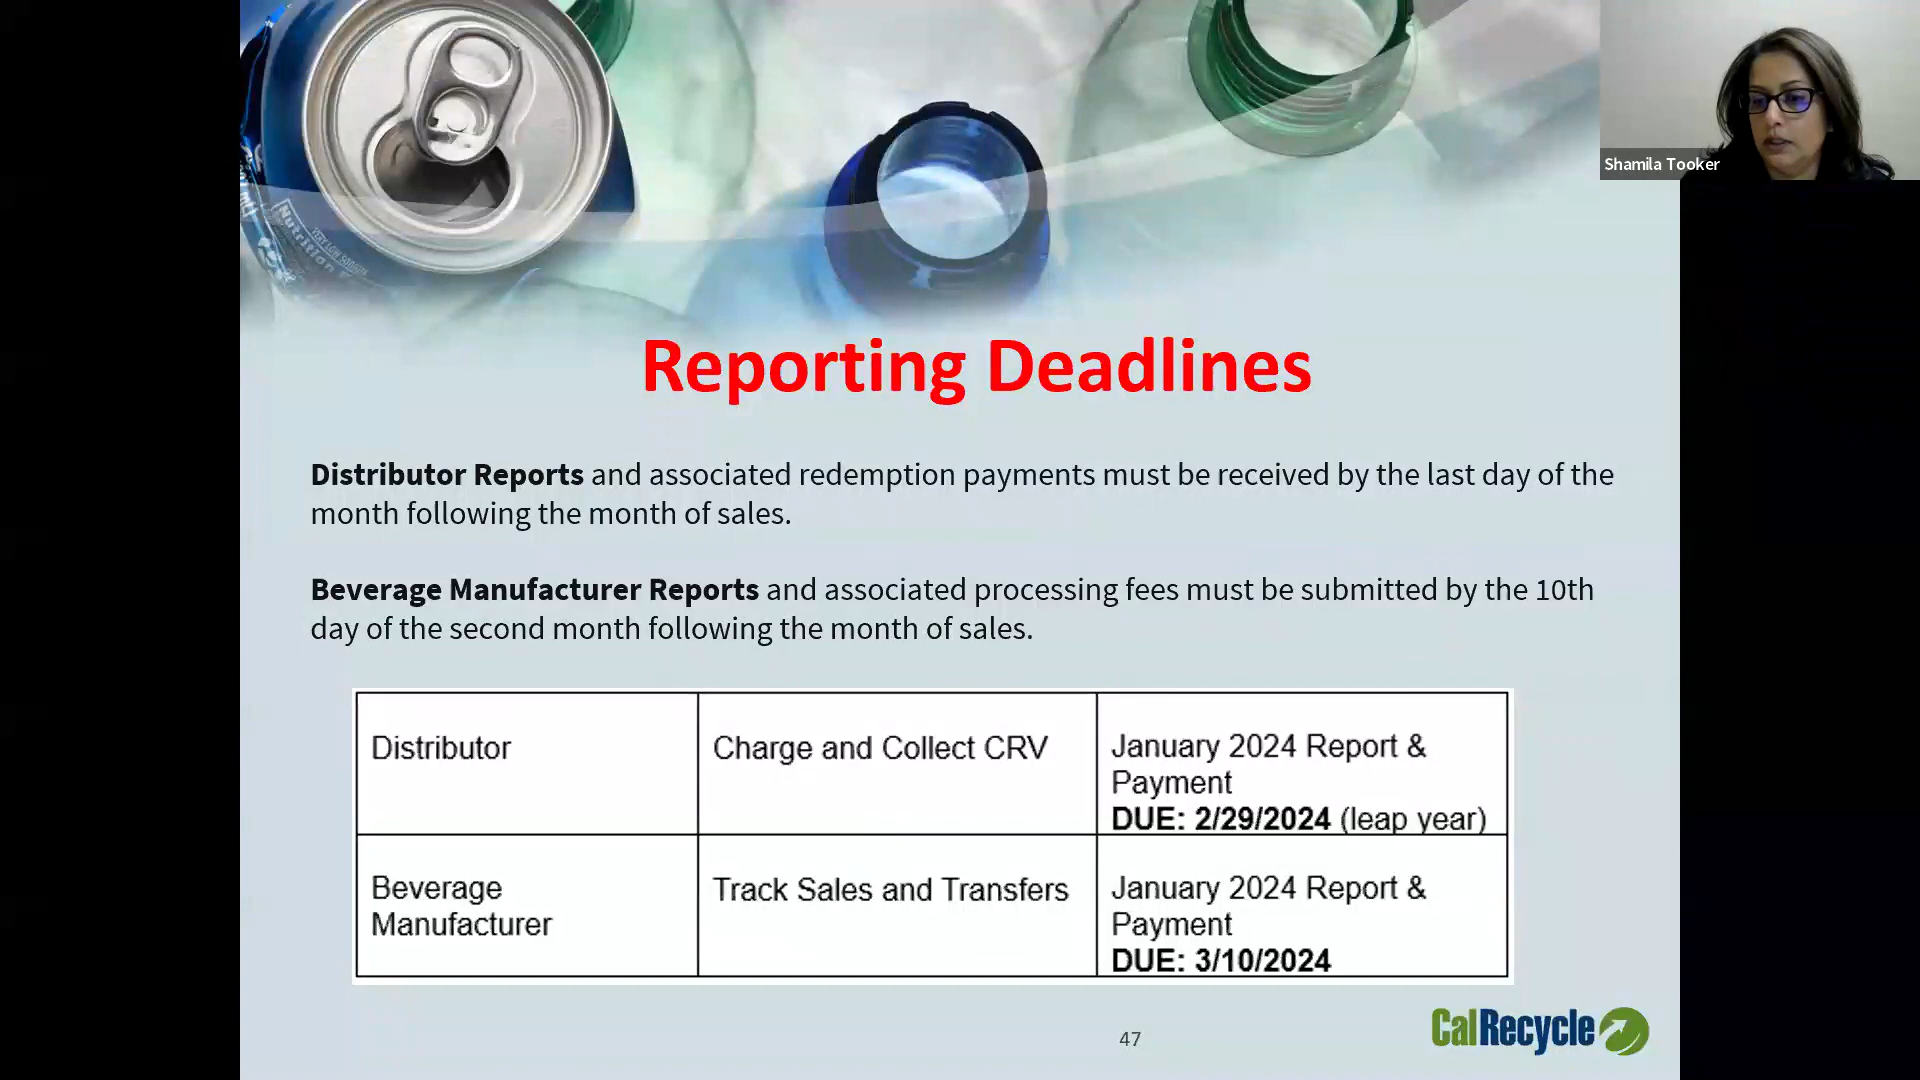 Nutrition
VERY LOW SODIUM
Shamila Tooker
Reporting Deadlines
Distributor Reports and associated redemption payments must be received by the last day of the
month following the month of sales.
Beverage Manufacturer Reports and associated processing fees must be submitted by the 10th
day of the second month following the month of sales.
Distributor
Charge and Collect CRV
January 2024 Report &
Payment
DUE: 2/29/2024 (leap year)
Beverage
Manufacturer
Track Sales and Transfers
January 2024 Report &
Payment
DUE: 3/10/2024
47
CalRecycle